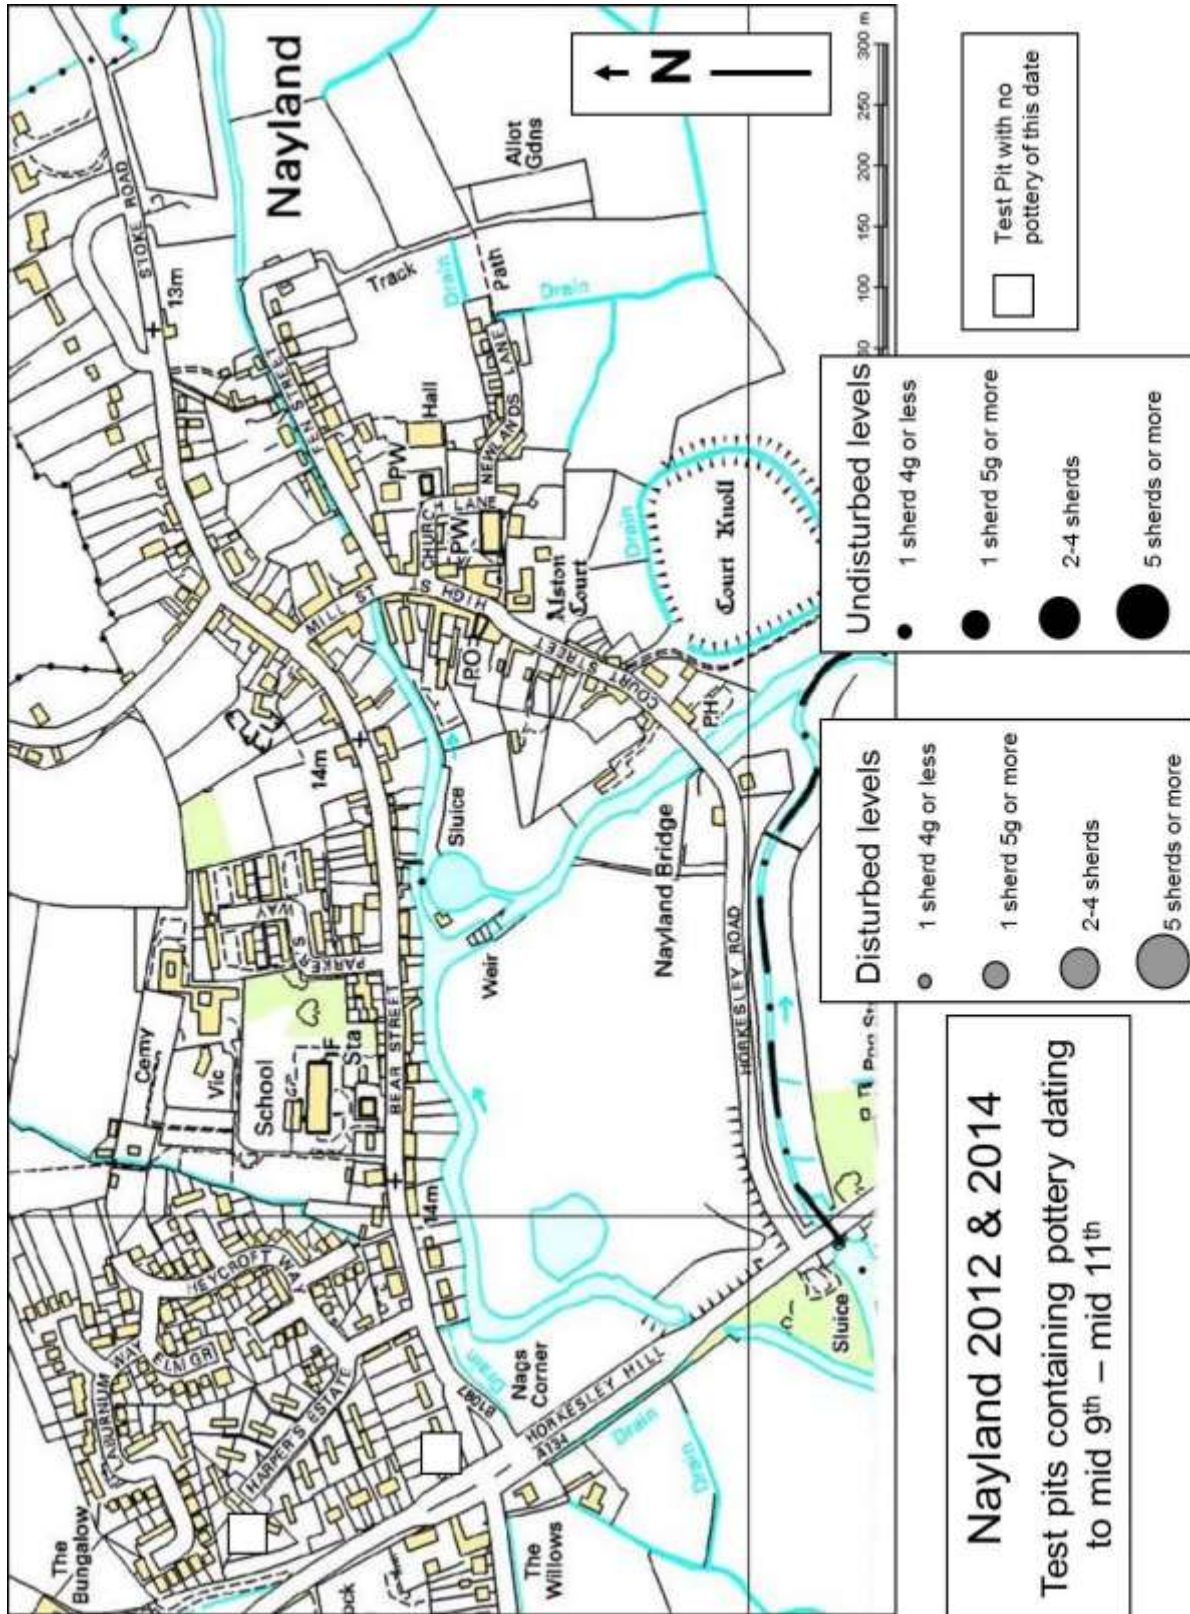 Nayland
STOKE ROAD
13m
FEN STREET
Track
Drain
Path
Drain
Allot
Gdns
Hall
PW
NEWLANDS LANE
CHURCH LANE
PW
MILL ST
HIGH S
STREET
PO
Alston
Court
Drain
Court Knoll
COURT
PH
14m
Sluice
Weir
Nayland Bridge
HORKESLEY ROAD
PARKER'S
WAY
BEAR STREET
Cemy
Vic
School
Sta
14m
HEYCROFT WAY
ELM GR
LABURNUM WAY
HARPER'S ESTATE
The
Bungalow
Drain
B1087
Nags
Corner
HORKESLEY HILL
A134
Drain
Drain
The
Willows
Sluice
N
100
150
200
250
300 m
Nayland 2012 & 2014
Test pits containing pottery dating
to mid 9th – mid 11th
Disturbed levels
1 sherd 4g or less
1 sherd 5g or more
2-4 sherds
5 sherds or more
Undisturbed levels
1 sherd 4g or less
1 sherd 5g or more
2-4 sherds
5 sherds or more
Test Pit with no
pottery of this date